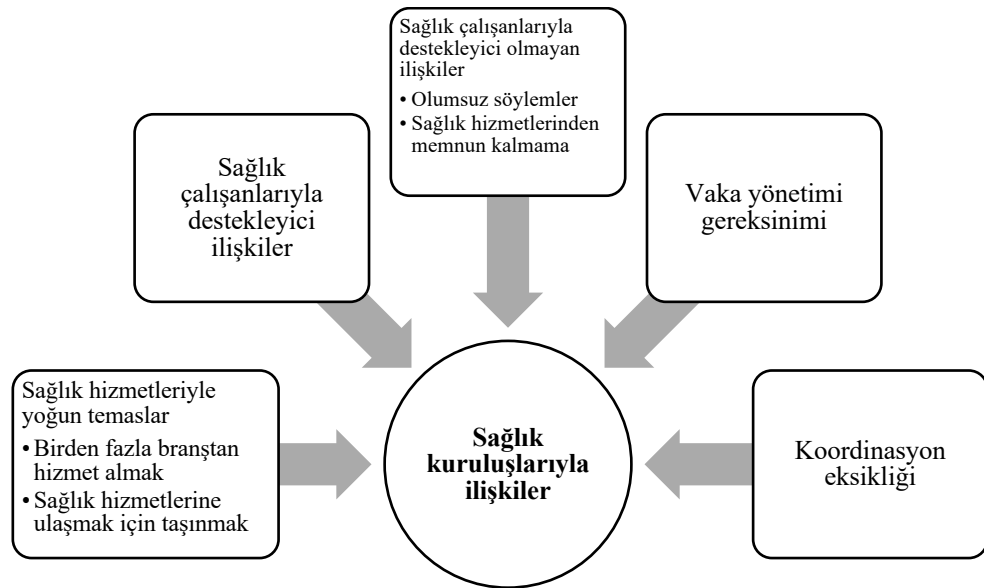 Sağlık çalışanlarıyla
destekleyici olmayan
ilişkiler
• Olumsuz söylemler
• Sağlık hizmetlerinden
memnun kalmama
Sağlık
çalışanlarıyla
destekleyici
ilişkiler
Vaka yönetimi
gereksinimi
Sağlık hizmetleriyle
yoğun temaslar
• Birden fazla branştan
hizmet almak
• Sağlık hizmetlerine
ulaşmak için taşınmak
Sağlık
kuruluşlarıyla
ilişkiler
Koordinasyon
eksikliği